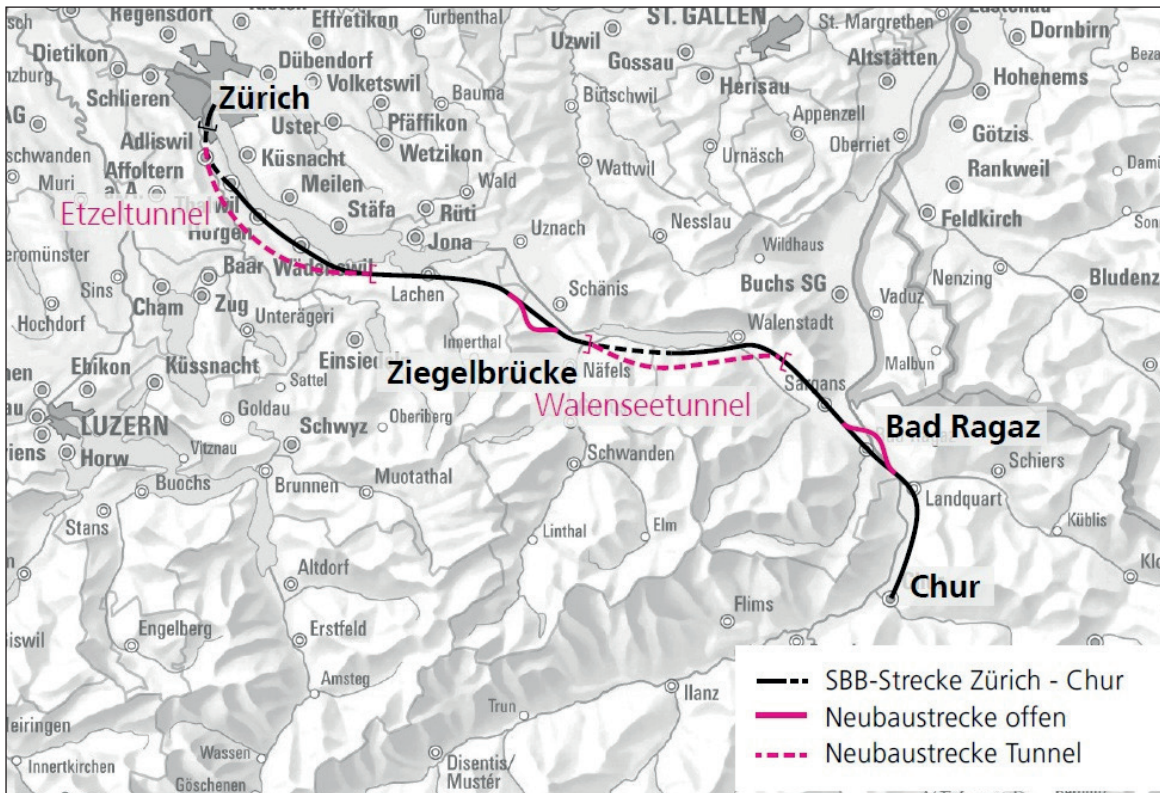 Regensdorf
Effretikon
Turbenthal
Uzwil
ST. GALLEN
St. Margrethen
Dornbirn
Dietikon
Dübendorf
Gossau
Altstätten
Schlieren
Volketswil
Bauma
Bütschwil
Herisau
Hohenems
Zürich
Uster
Pfäffikon
Appenzell
AG
Adliswil
Küsnacht
Wetzikon
Wattwil
Urnäsch
Oberriet
Götzis
Affoltern
a. A.
Muri
Meilen
Wald
Rankweil
Etzeltunnel
Stäfa
Rüti
Nesslau
Feldkirch
Horgen
Jona
Uznach
Wildhaus
Baar
Wädenswil
Nenzing
Bludenz
Sins
Cham
Zug
Lachen
Schänis
Buchs SG
Vaduz
Hochdorf
Unterägeri
Innerthal
Walenstadt
Malbun
Ebikon
Küssnacht
Sattel
Ziegelbrücke
Näfels
Sargans
LUZERN
Goldau
Schwyz
Oberiberg
Walenseetunnel
Bad Ragaz
Horw
Vitznau
Schwanden
Schiers
Buochs
Brunnen
Muotathal
Landquart
Stans
Linthal
Elm
Küblis
Altdorf
Chur
Engelberg
Erstfeld
Flims
Amsteg
Trun
Ilanz
Wassen
Innertkirchen
Göschenen
Disentis/
Mustér
SBB-Strecke Zürich - Chur
Neubaustrecke offen
Neubaustrecke Tunnel